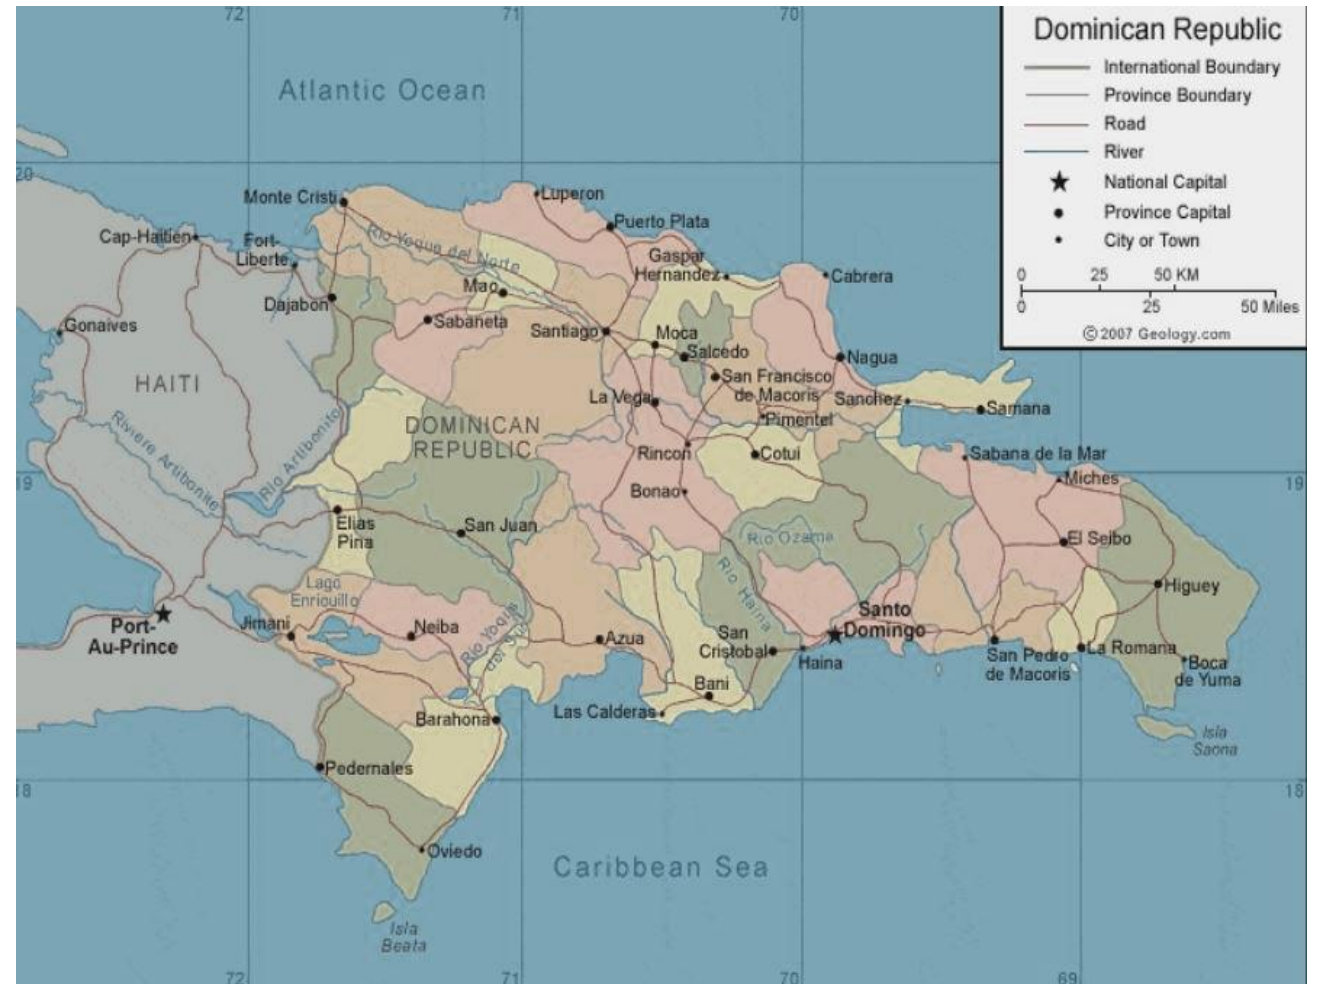 72
71
70
Dominican Republic
International Boundary
Province Boundary
Road
River
National Capital
Province Capital
City or Town
0 25 50 KM
0 25 50 Miles
©2007 Geology.com
Atlantic Ocean
20
Monte Cristi
Luperon
Puerto Plata
Cap-Haitien
Fort-
Liberte
Rio Yoque del Norte
Gaspar
Hernandez
Cabrera
Dajabon
Mao
Sabaneta
Santiago
Moca
Salcedo
Nagua
Gonaives
HAITI
San Francisco
de Macoris
La Vega
Sanchez
Samana
Pimentel
DOMINICAN
REPUBLIC
Riviere Artibonite
Rio Artibonito
Rincon
Cotui
Sabana de la Mar
Miches
19
19
Bonao
Elias
Pina
San Juan
Rio Ozama
El Seibo
Rio Haina
Higuey
Lago
Enriouillo
Port-
Au-Prince
Jimani
Neiba
Rio Yoque
del Sur
Azua
San
Cristobal
Santo
Domingo
Haina
San Pedro
de Macoris
La Romana
Boca
de Yuma
Bani
Las Calderas
Barahona
Isla
Saona
Pedernales
18
18
Oviedo
Caribbean Sea
Isla
Beata
72
71
70
69